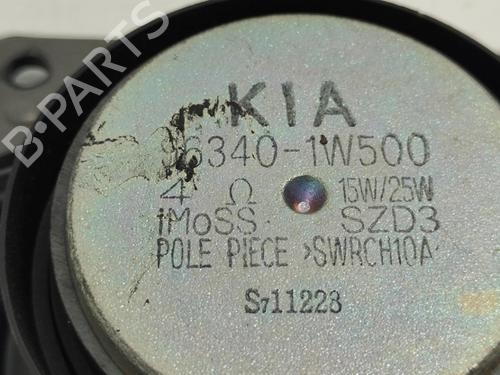 KIA
96340-1W500
4 Ω 15W/25W
iMoSS SZD3
POLE PIECE >SWRCH10A
S711223
B-PARTS